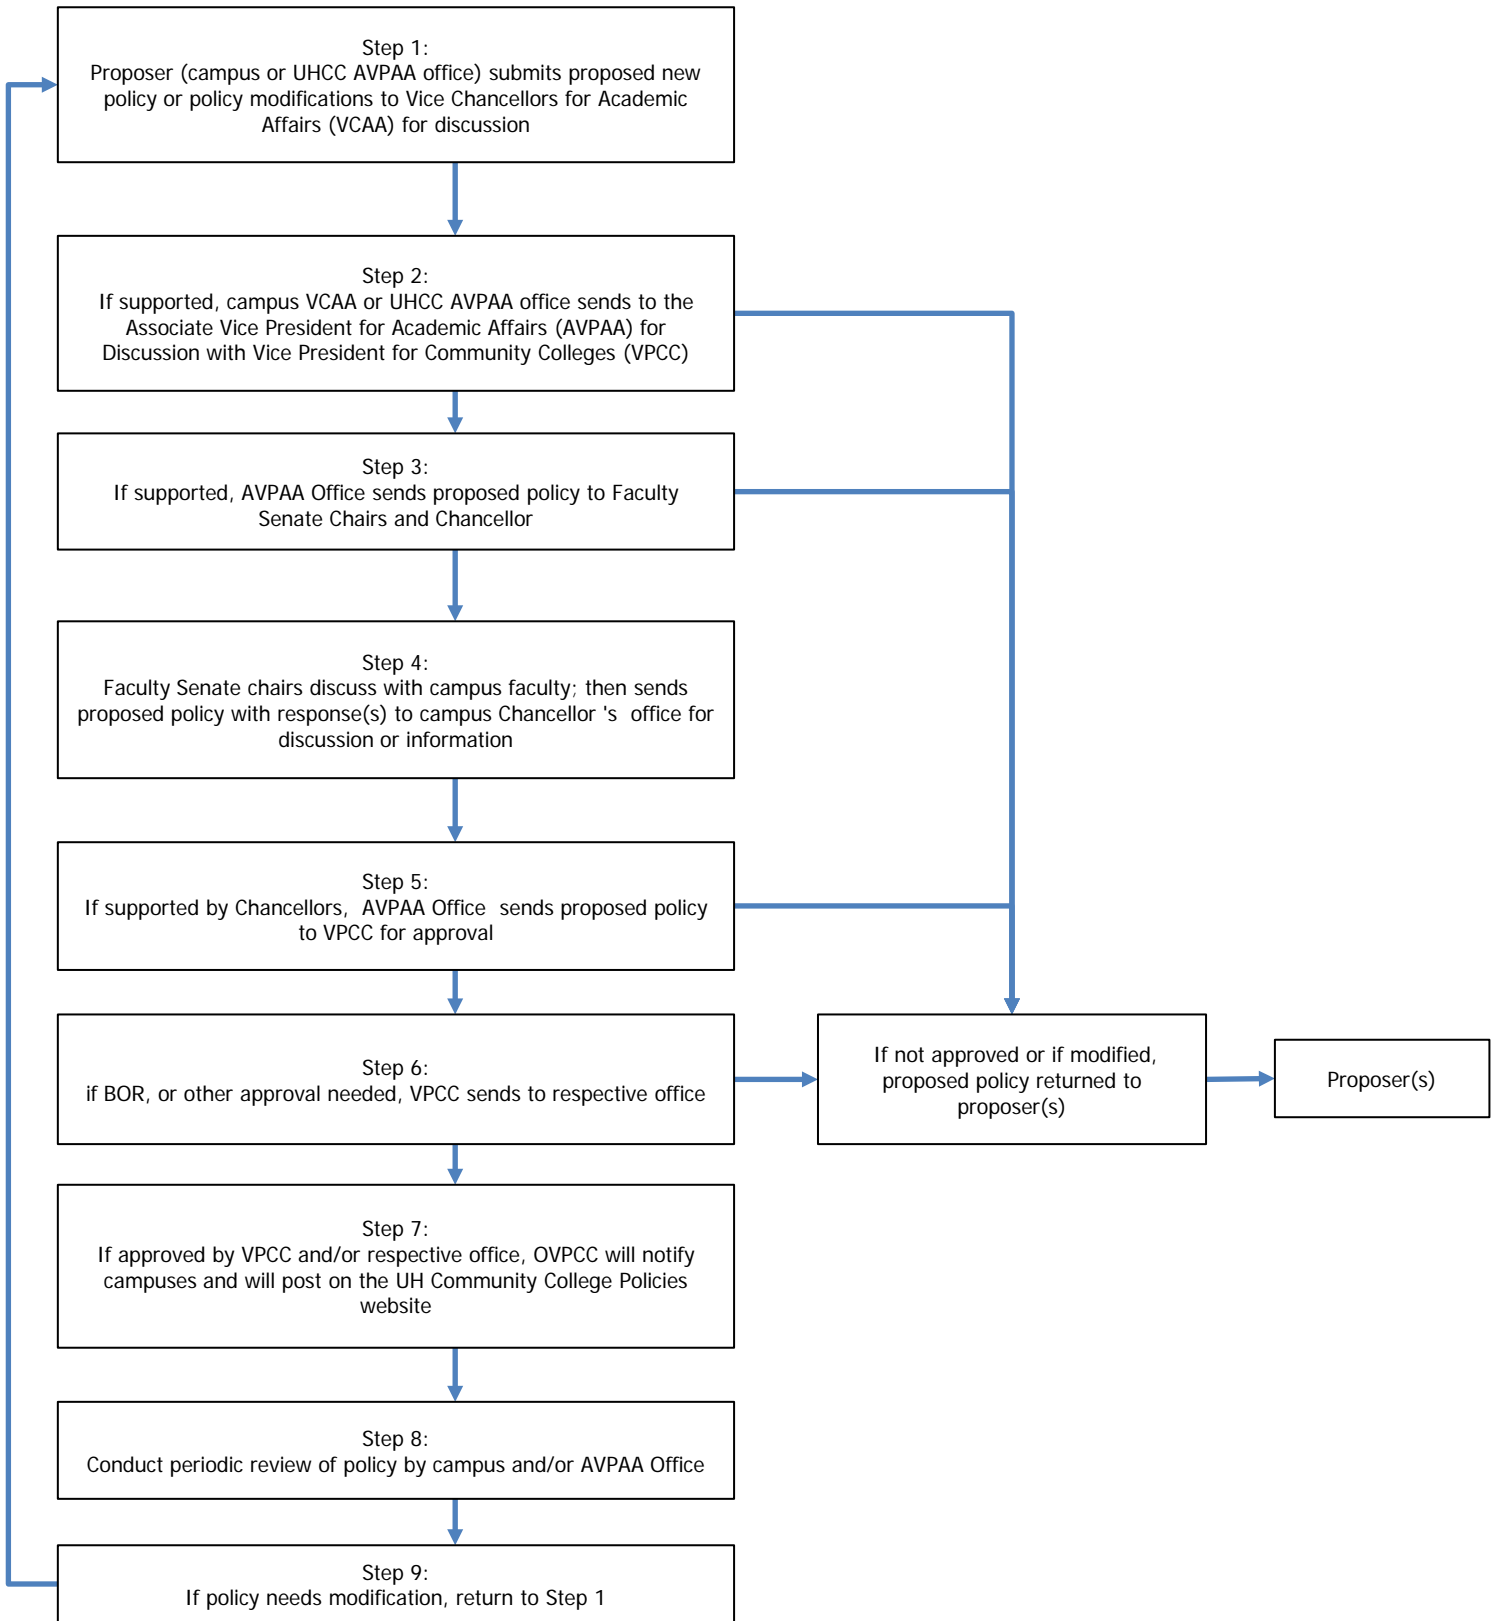 Step 1:
Proposer (campus or UHCC AVPAA office) submits proposed new
policy or policy modifications to Vice Chancellors for Academic
Affairs (VCAA) for discussion
Step 2:
If supported, campus VCAA or UHCC AVPAA office sends to the
Associate Vice President for Academic Affairs (AVPAA) for
Discussion with Vice President for Community Colleges (VPCC)
Step 3:
If supported, AVPAA Office sends proposed policy to Faculty
Senate Chairs and Chancellor
Step 4:
Faculty Senate chairs discuss with campus faculty; then sends
proposed policy with response(s) to campus Chancellor 's  office for
discussion or information
Step 5:
If supported by Chancellors,  AVPAA Office  sends proposed policy
to VPCC for approval
Step 6:
if BOR, or other approval needed, VPCC sends to respective office
If not approved or if modified,
proposed policy returned to
proposer(s)
Proposer(s)
Step 7:
If approved by VPCC and/or respective office, OVPCC will notify
campuses and will post on the UH Community College Policies
website
Step 8:
Conduct periodic review of policy by campus and/or AVPAA Office
Step 9:
If policy needs modification, return to Step 1